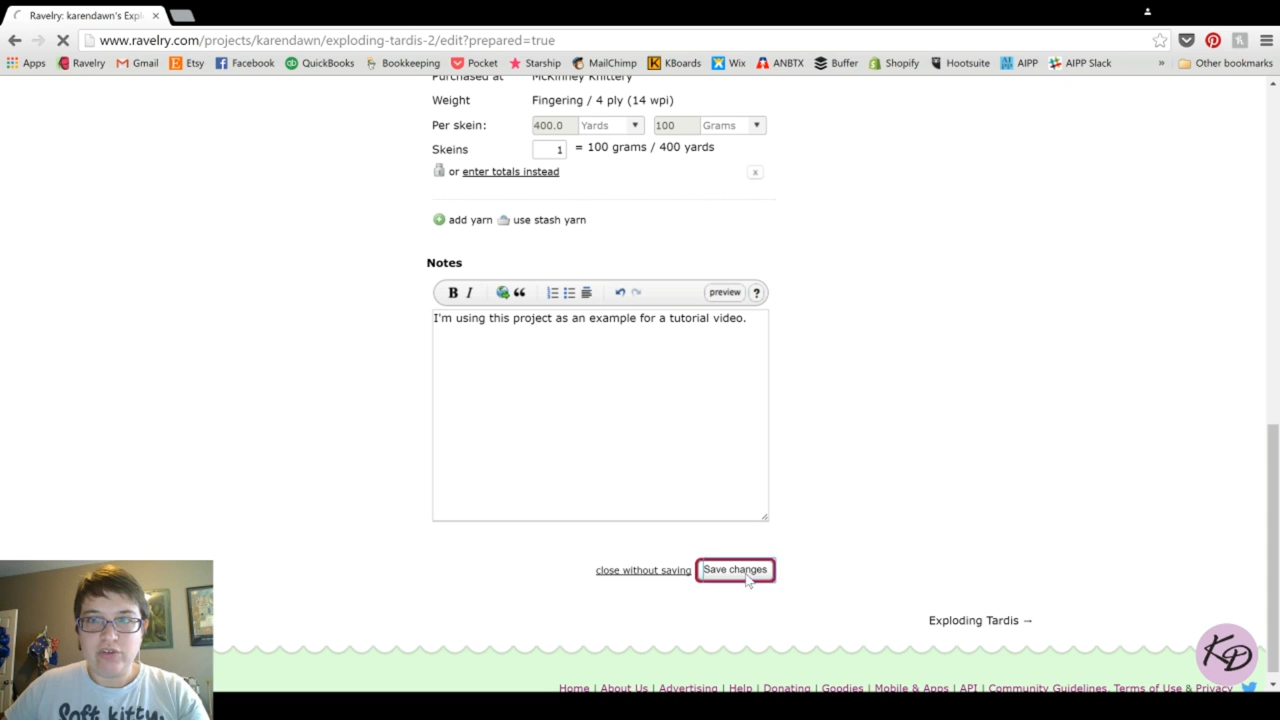 Ravelry: karendawn's Expl
www.ravelry.com/projects/karendawn/exploding-tardis-2/edit?prepared=true
Apps Ravelry Gmail Etsy Facebook QuickBooks Bookkeeping Pocket Starship MailChimp KBoards Wix ANBTX Buffer Shopify Hootsuite AIPP AIPP Slack » Other bookmarks
Purchased at McKinney Knittery
Weight Fingering / 4 ply (14 wpi)
Per skein: 400.0 Yards 100 Grams
Skeins 1 = 100 grams / 400 yards
or enter totals instead x
add yarn use stash yarn
Notes
B I preview ?
I'm using this project as an example for a tutorial video.
close without saving Save changes
Exploding Tardis →
KD
Home | About Us | Advertising | Help | Donating | Goodies | Mobile & Apps | API | Community Guidelines, Terms of Use & Privacy
Soft kitty,